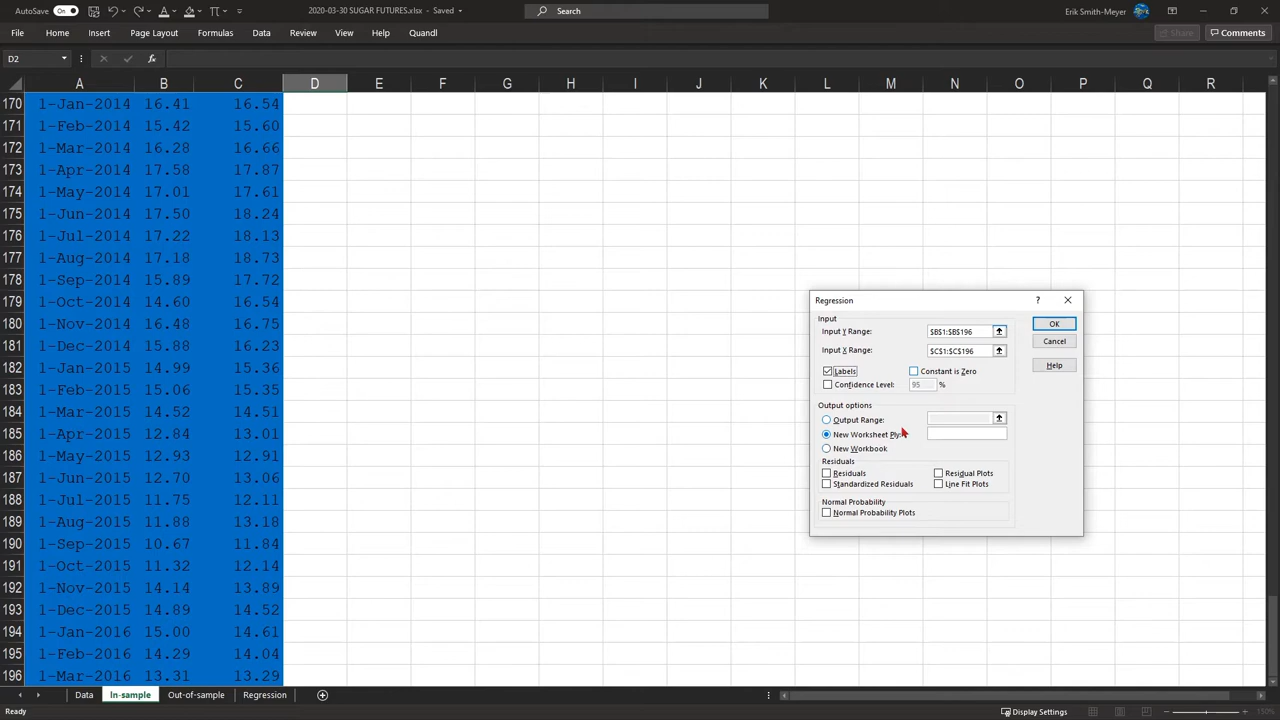 AutoSave On 2020-03-30 SUGAR FUTURES.xlsx - Saved Search Erik Smith-Meyer
File Home Insert Page Layout Formulas Data Review View Help Quandl Share Comments
D2 fx
A B C D E F G H I J K L M N O P Q R
170 1-Jan-2014 16.41 16.54
171 1-Feb-2014 15.42 15.60
172 1-Mar-2014 16.28 16.66
173 1-Apr-2014 17.58 17.87
174 1-May-2014 17.01 17.61
175 1-Jun-2014 17.50 18.24
176 1-Jul-2014 17.22 18.13
177 1-Aug-2014 17.18 18.73
178 1-Sep-2014 15.89 17.72
179 1-Oct-2014 14.60 16.54
180 1-Nov-2014 16.48 16.75
181 1-Dec-2014 15.88 16.23
182 1-Jan-2015 14.99 15.36
183 1-Feb-2015 15.06 15.35
184 1-Mar-2015 14.52 14.51
185 1-Apr-2015 12.84 13.01
186 1-May-2015 12.93 12.91
187 1-Jun-2015 12.70 13.06
188 1-Jul-2015 11.75 12.11
189 1-Aug-2015 11.88 13.18
190 1-Sep-2015 10.67 11.84
191 1-Oct-2015 11.32 12.14
192 1-Nov-2015 14.14 13.89
193 1-Dec-2015 14.89 14.52
194 1-Jan-2016 15.00 14.61
195 1-Feb-2016 14.29 14.04
196 1-Mar-2016 13.31 13.29
Regression ?
Input
Input Y Range: $B$1:$B$196 OK
Input X Range: $C$1:$C$196 Cancel
Labels Constant is Zero Help
Confidence Level: 95 %
Output options
Output Range:
New Worksheet Ply:
New Workbook
Residuals
Residuals Residual Plots
Standardized Residuals Line Fit Plots
Normal Probability
Normal Probability Plots
Data In-sample Out-of-sample Regression
Ready Display Settings 150%